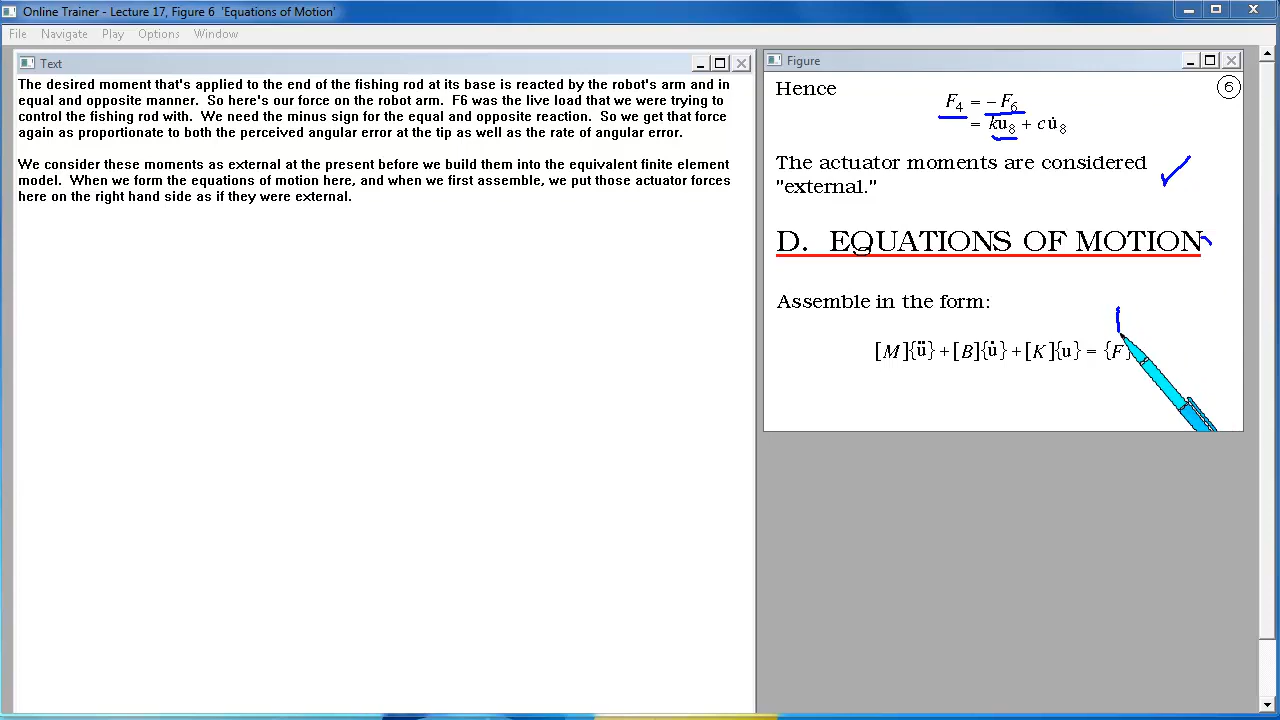 Online Trainer - Lecture 17, Figure 6 'Equations of Motion'
File Navigate Play Options Window
Text
The desired moment that's applied to the end of the fishing rod at its base is reacted by the robot's arm and in
equal and opposite manner. So here's our force on the robot arm. F6 was the live load that we were trying to
control the fishing rod with. We need the minus sign for the equal and opposite reaction. So we get that force
again as proportionate to both the perceived angular error at the tip as well as the rate of angular error.
We consider these moments as external at the present before we build them into the equivalent finite element
model. When we form the equations of motion here, and when we first assemble, we put those actuator forces
here on the right hand side as if they were external.
Figure
6
Hence
F₄ = −F₆
= ku₈ + cu̇₈
The actuator moments are considered
"external."
D. EQUATIONS OF MOTION
Assemble in the form:
[M]{ü} + [B]{u̇} + [K]{u} = {F}